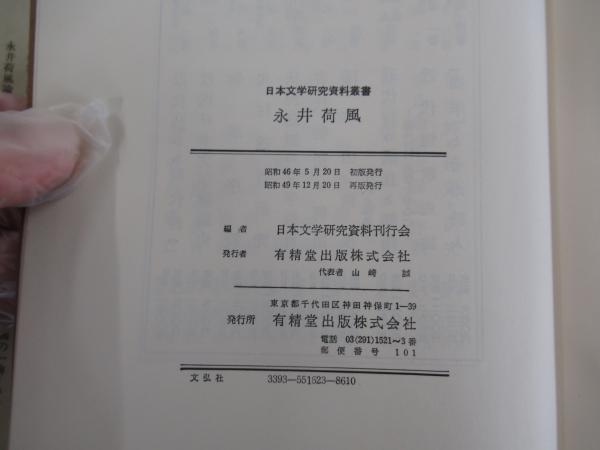 日本文学研究資料叢書
永井荷風
昭和46年5月20日 初版発行
昭和49年12月20日 再版発行
編者 日本文学研究資料刊行会
発行者 有精堂出版株式会社
代表者 山崎 誠
東京都千代田区神田神保町1—39
発行所 有精堂出版株式会社
電話 03(291)1521〜3番
郵便番号 101
文弘社 3393—551623—8610
永井荷風論